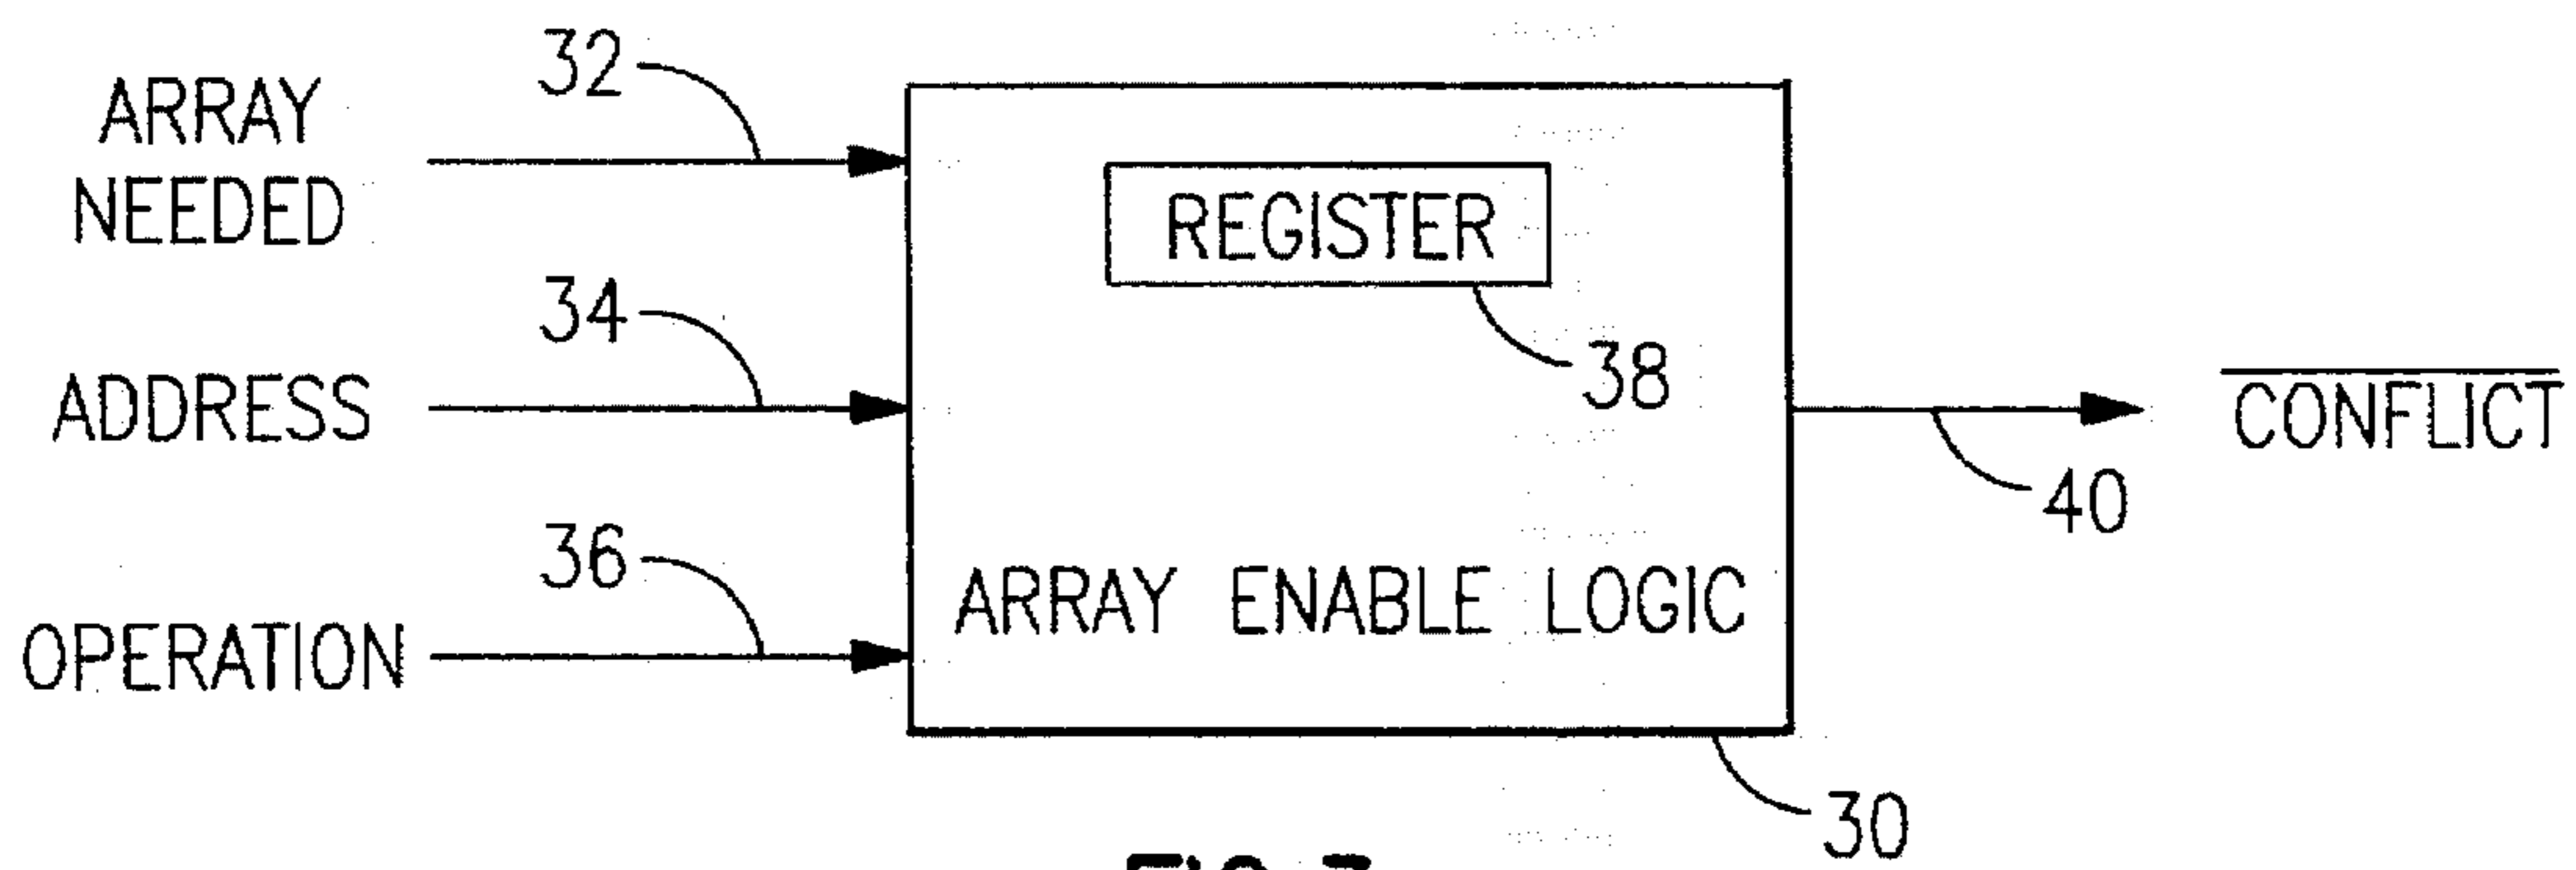 32
ARRAY
NEEDED
REGISTER
34
38
ADDRESS
CONFLICT
40
36
ARRAY ENABLE LOGIC
OPERATION
30